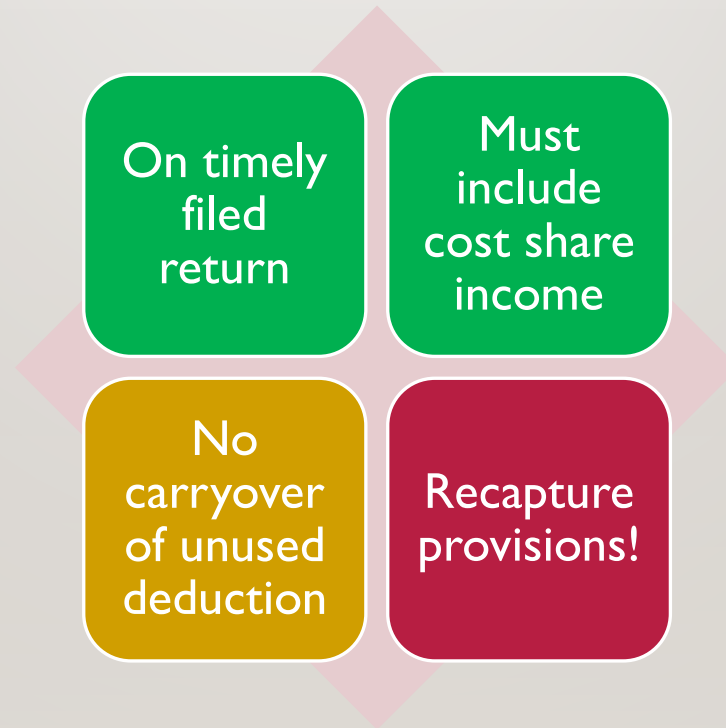 On timely
filed
return
Must
include
cost share
income
No
carryover
of unused
deduction
Recapture
provisions!